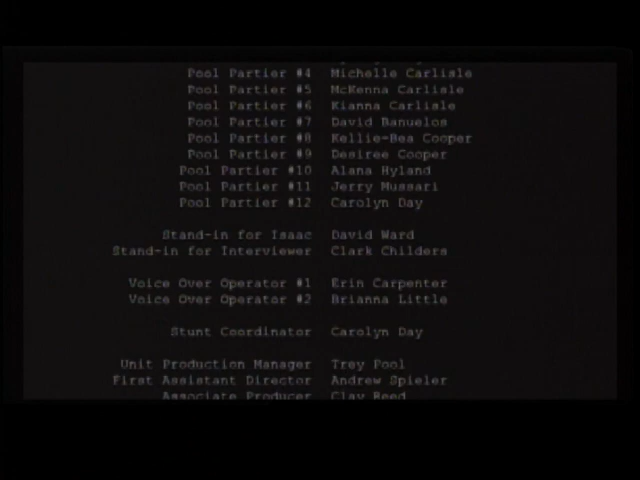 Pool Partier #4 Michelle Carlisle
Pool Partier #5 McKenna Carlisle
Pool Partier #6 Kianna Carlisle
Pool Partier #7 David Banuelos
Pool Partier #8 Kellie-Bea Cooper
Pool Partier #9 Desiree Cooper
Pool Partier #10 Alana Hyland
Pool Partier #11 Jerry Mussari
Pool Partier #12 Carolyn Day
Stand-in for Isaac David Ward
Stand-in for Interviewer Clark Childers
Voice Over Operator #1 Erin Carpenter
Voice Over Operator #2 Brianna Little
Stunt Coordinator Carolyn Day
Unit Production Manager Trey Pool
First Assistant Director Andrew Spieler
Associate Producer Clay Reed